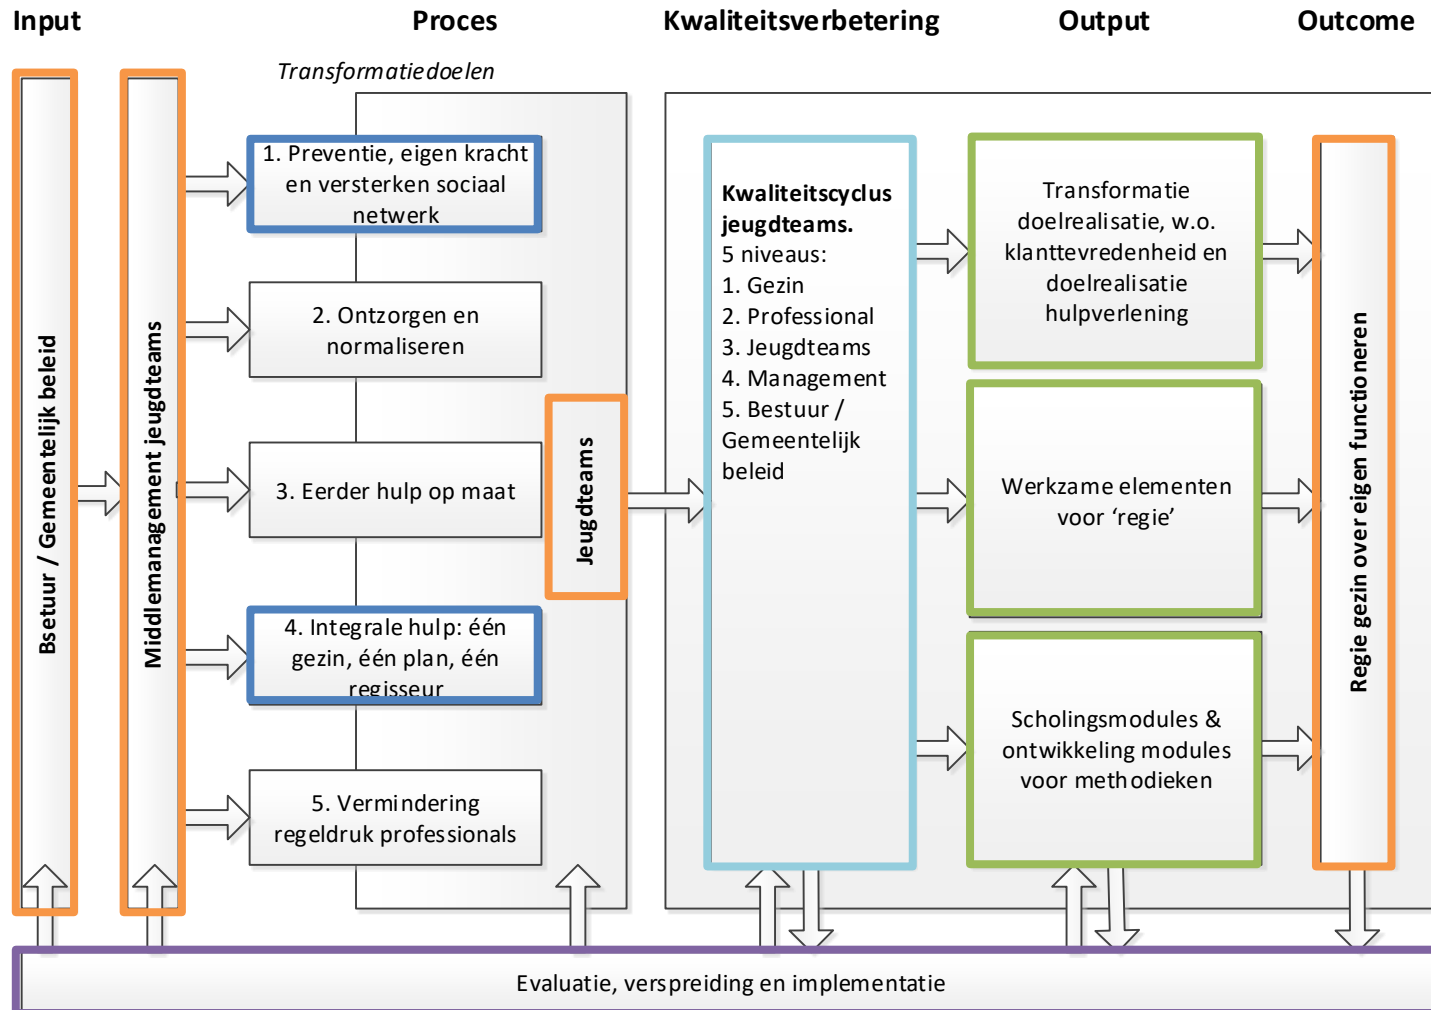 Input
Proces
Kwaliteitsverbetering
Output
Outcome
Transformatiedoelen
Bsetuur / Gemeentelijk beleid
Middlemanagement jeugdteams
1. Preventie, eigen kracht
en versterken sociaal
netwerk
2. Ontzorgen en
normaliseren
3. Eerder hulp op maat
4. Integrale hulp: één
gezin, één plan, één
regisseur
5. Vermindering
regeldruk professionals
Jeugdteams
Kwaliteitscyclus
jeugdteams.
5 niveaus:
1. Gezin
2. Professional
3. Jeugdteams
4. Management
5. Bestuur /
Gemeentelijk
beleid
Transformatie
doelrealisatie, w.o.
klanttevredenheid en
doelrealisatie
hulpverlening
Werkzame elementen
voor ‘regie’
Scholingsmodules &
ontwikkeling modules
voor methodieken
Regie gezin over eigen functioneren
Evaluatie, verspreiding en implementatie